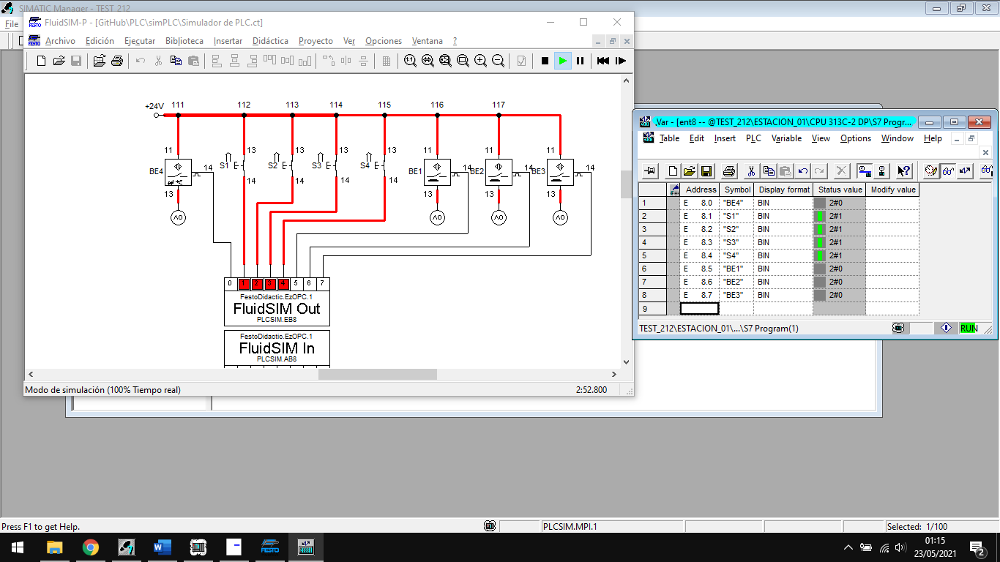 SIMATIC Manager - TEST 212
File
FluidSIM-P - [GitHub\PLC\simPLC\Simulador de PLC.ct]
FESTO
Archivo Edición Ejecutar Biblioteca Insertar Didáctica Proyecto Ver Opciones Ventana ?
+24V 111 112 113 114 115 116 117
11 13 13 13 13 11 11 11
BE4 14 S1 S2 S3 S4 BE1 14 BE2 14 BE3 14
13 14 14 14 14 13 13 13
0 1 2 3 4 5 6 7
FestoDidactic.EzOPC.1
FluidSIM Out
PLCSIM.EB8
FestoDidactic.EzOPC.1
FluidSIM In
PLCSIM.AB8
Modo de simulación (100% Tiempo real) 2:52.800
Var - [ent8 -- @TEST_212\ESTACION_01\CPU 313C-2 DP\S7 Progr...
Table Edit Insert PLC Variable View Options Window Help
Address Symbol Display format Status value Modify value
1 E 8.0 "BE4" BIN 2#0
2 E 8.1 "S1" BIN 2#1
3 E 8.2 "S2" BIN 2#1
4 E 8.3 "S3" BIN 2#1
5 E 8.4 "S4" BIN 2#1
6 E 8.5 "BE1" BIN 2#0
7 E 8.6 "BE2" BIN 2#0
8 E 8.7 "BE3" BIN 2#0
9
TEST_212\ESTACION_01\...\S7 Program(1) RUN
Press F1 to get Help. PLCSIM.MPI.1 Selected: 1/100
FESTO
01:15
23/05/2021
2